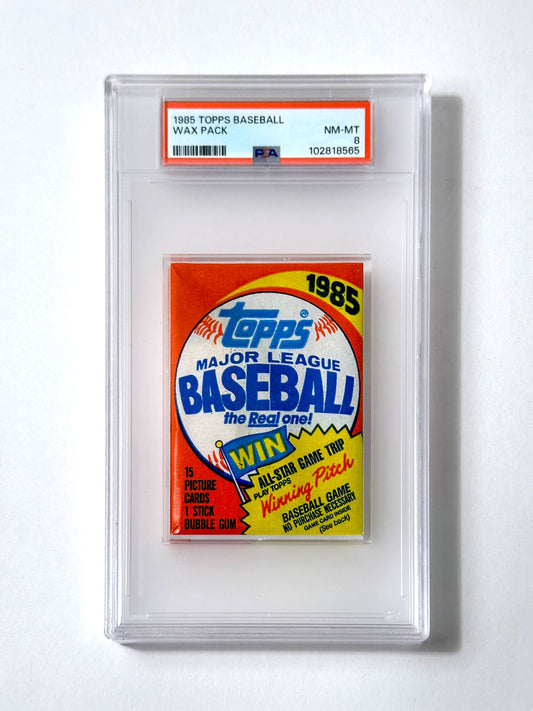 1985 TOPPS BASEBALL
WAX PACK
NM-MT
8
102818565
PSA
1985
TOPPS®
MAJOR LEAGUE
BASEBALL
the Real one!
WIN
ALL-STAR GAME TRIP
PLAY TOPPS
Winning Pitch
BASEBALL GAME
NO PURCHASE NECESSARY
GAME CARD INSIDE
(See back)
15
PICTURE
CARDS
1 STICK
BUBBLE GUM